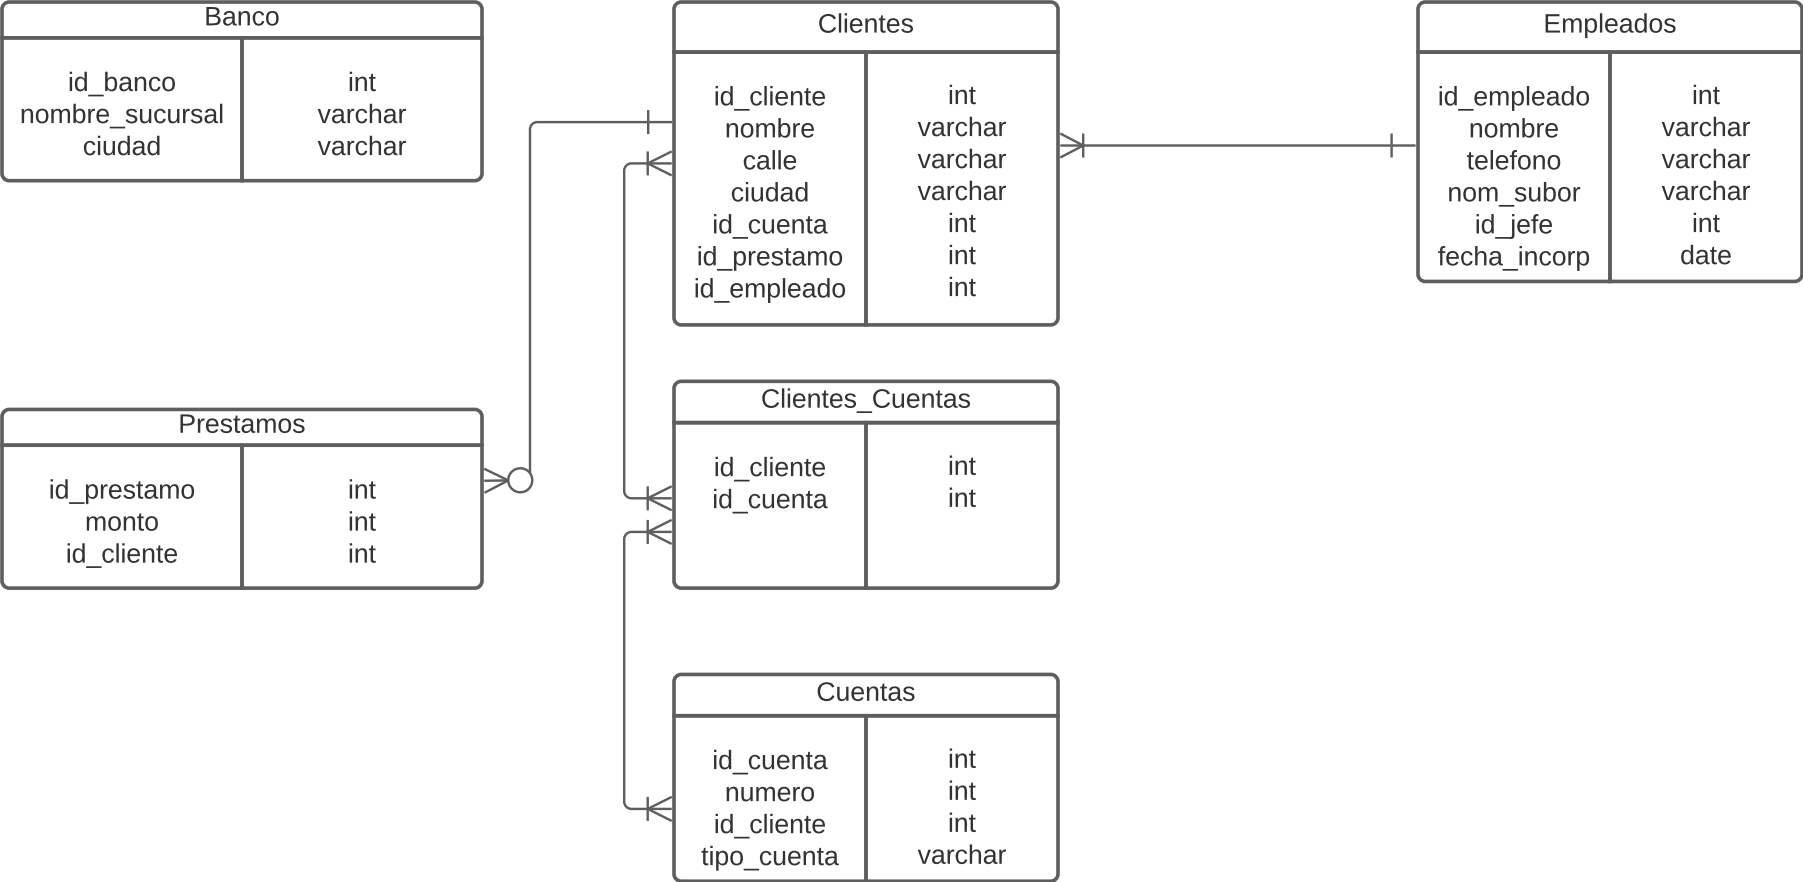 Banco
id_banco int
nombre_sucursal varchar
ciudad varchar
Clientes
id_cliente int
nombre varchar
calle varchar
ciudad varchar
id_cuenta int
id_prestamo int
id_empleado int
Empleados
id_empleado int
nombre varchar
telefono varchar
nom_subor varchar
id_jefe int
fecha_incorp date
Prestamos
id_prestamo int
monto int
id_cliente int
Clientes_Cuentas
id_cliente int
id_cuenta int
Cuentas
id_cuenta int
numero int
id_cliente int
tipo_cuenta varchar